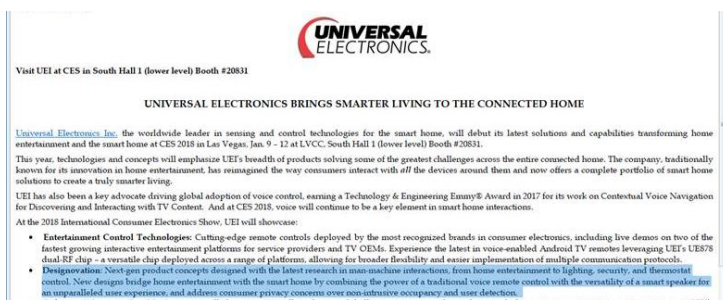 UNIVERSAL
ELECTRONICS®
Visit UEI at CES in South Hall 1 (lower level) Booth #20831
UNIVERSAL ELECTRONICS BRINGS SMARTER LIVING TO THE CONNECTED HOME
Universal Electronics Inc. the worldwide leader in sensing and control technologies for the smart home, will debut its latest solutions and capabilities transforming home
entertainment and the smart home at CES 2018 in Las Vegas, Jan. 9 – 12 at LVCC, South Hall 1 (lower level) Booth #20831.
This year, technologies and concepts will emphasize UEI's breadth of products solving some of the greatest challenges across the entire connected home. The company, traditionally
known for its innovation in home entertainment, has reimagined the way consumers interact with all the devices around them and now offers a complete portfolio of smart home
solutions to create a truly smarter living.
UEI has also been a key advocate driving global adoption of voice control, earning a Technology & Engineering Emmy® Award in 2017 for its work on Contextual Voice Navigation
for Discovering and Interacting with TV Content. And at CES 2018, voice will continue to be a key element in smart home interactions.
At the 2018 International Consumer Electronics Show, UEI will showcase:
• Entertainment Control Technologies: Cutting-edge remote controls deployed by the most recognized brands in consumer electronics, including live demos on two of the
fastest growing interactive entertainment platforms for service providers and TV OEMs. Experience the latest in voice-enabled Android TV remotes leveraging UEI's UE878
dual-RF chip – a versatile chip deployed across a range of platforms, allowing for broader flexibility and easier implementation of multiple communication protocols.
• Designovation: Next-gen product concepts designed with the latest research in man-machine interactions, from home entertainment to lighting, security, and thermostat
control. New designs bridge home entertainment with the smart home by combining the power of a traditional voice remote control with the versatility of a smart speaker for
an unparalleled user experience, and address consumer privacy concerns over non-intrusive occupancy and user detection.